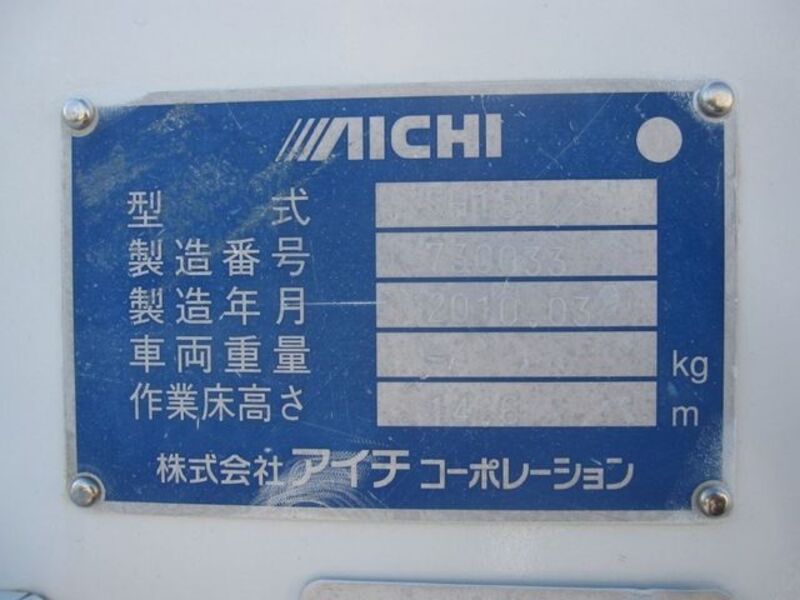 AICHI
型式
製造番号 730033
製造年月 2010.03
車両重量 kg
作業床高さ 14.6 m
株式会社アイチコーポレーション